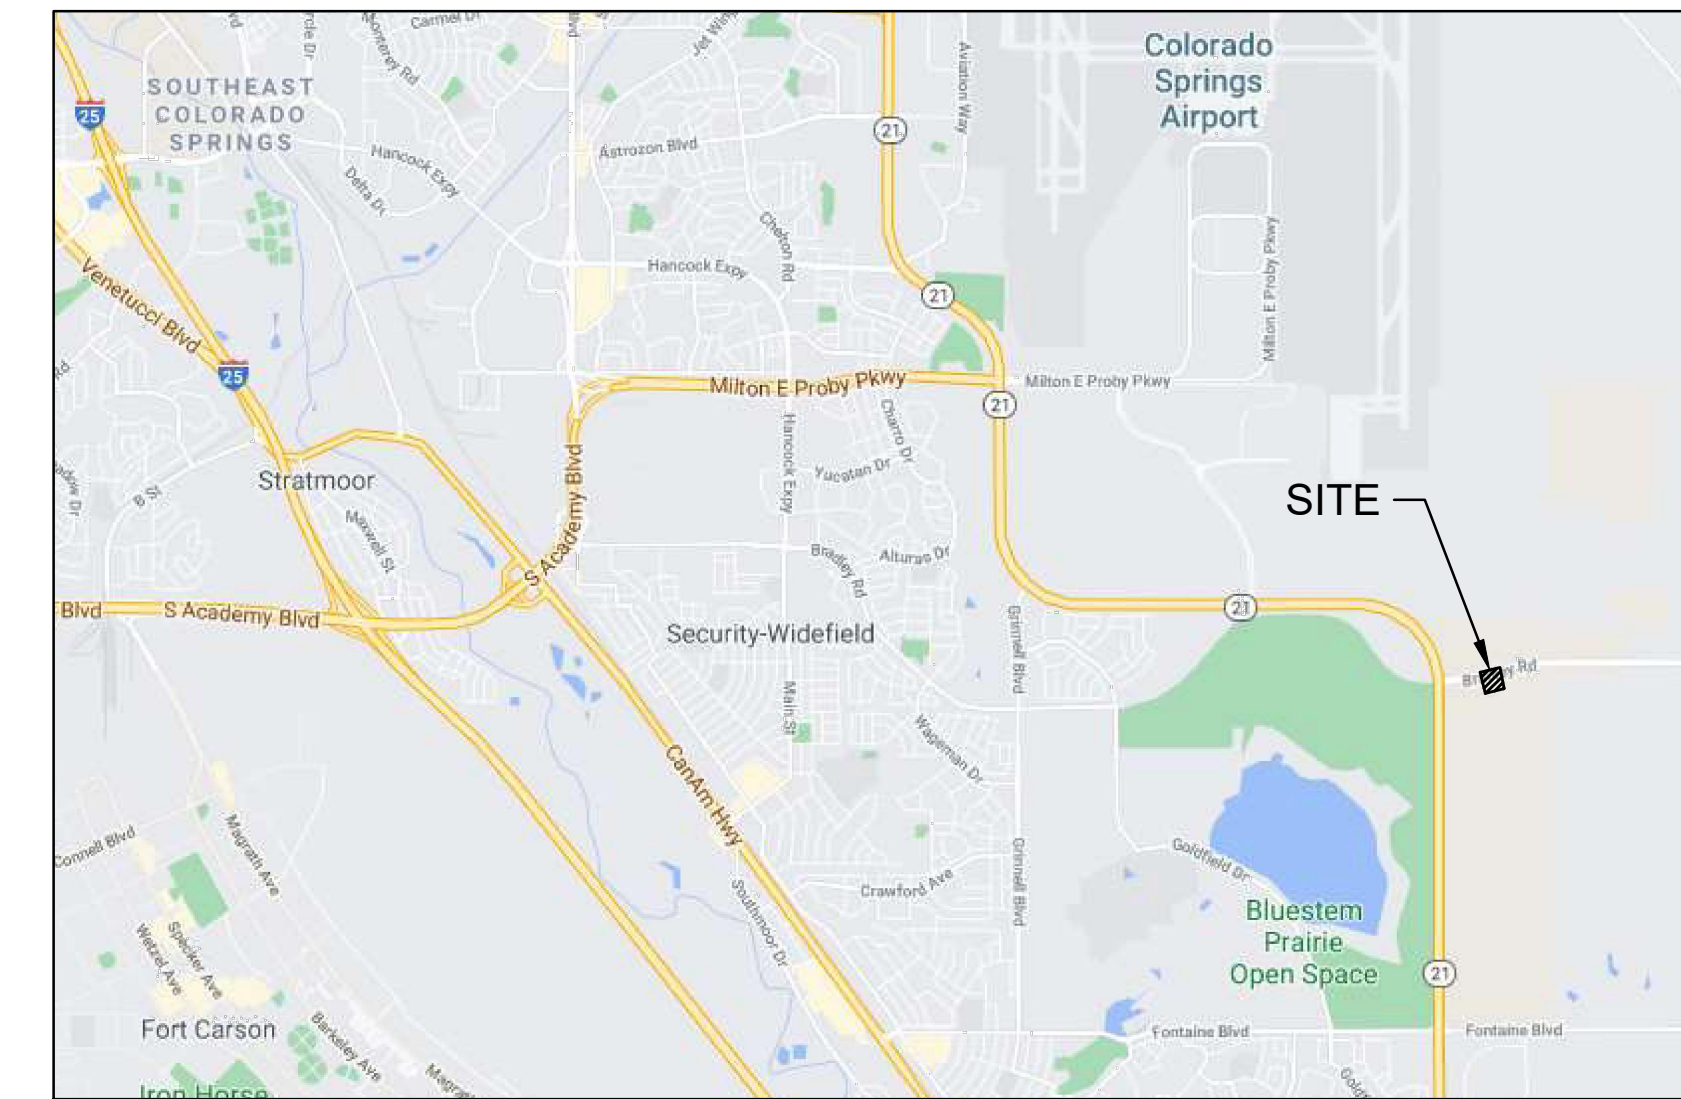 Carmel Dr
Monterey Rd
Jet Wing
Aviation Way
Colorado
Springs
Airport
SOUTHEAST
COLORADO
SPRINGS
25
21
Hancock Expy
Delta Dr
Astrozon Blvd
Chelton Rd
Hancock Expy
Venetucci Blvd
21
Milton E Proby Pkwy
25
Milton E Proby Pkwy
Milton E Proby Pkwy
21
Charro Dr
Hancock Expy
Yucatan Dr
Stratmoor
S Academy Blvd
SITE
Maxwell St
B St
Bradley Rd
Alturas Dr
Blvd
S Academy Blvd
21
Security-Widefield
Grinnell Blvd
Main St
Wageman Dr
CanAm Hwy
Magrath Ave
Goldfield Dr
Grinnell Blvd
Crawford Ave
Southmoor Dr
Specker Ave
Wetzel Ave
Bluestem
Prairie
Open Space
21
Fort Carson
Barkeley Ave
Fontaine Blvd
Fontaine Blvd
Iron Horse